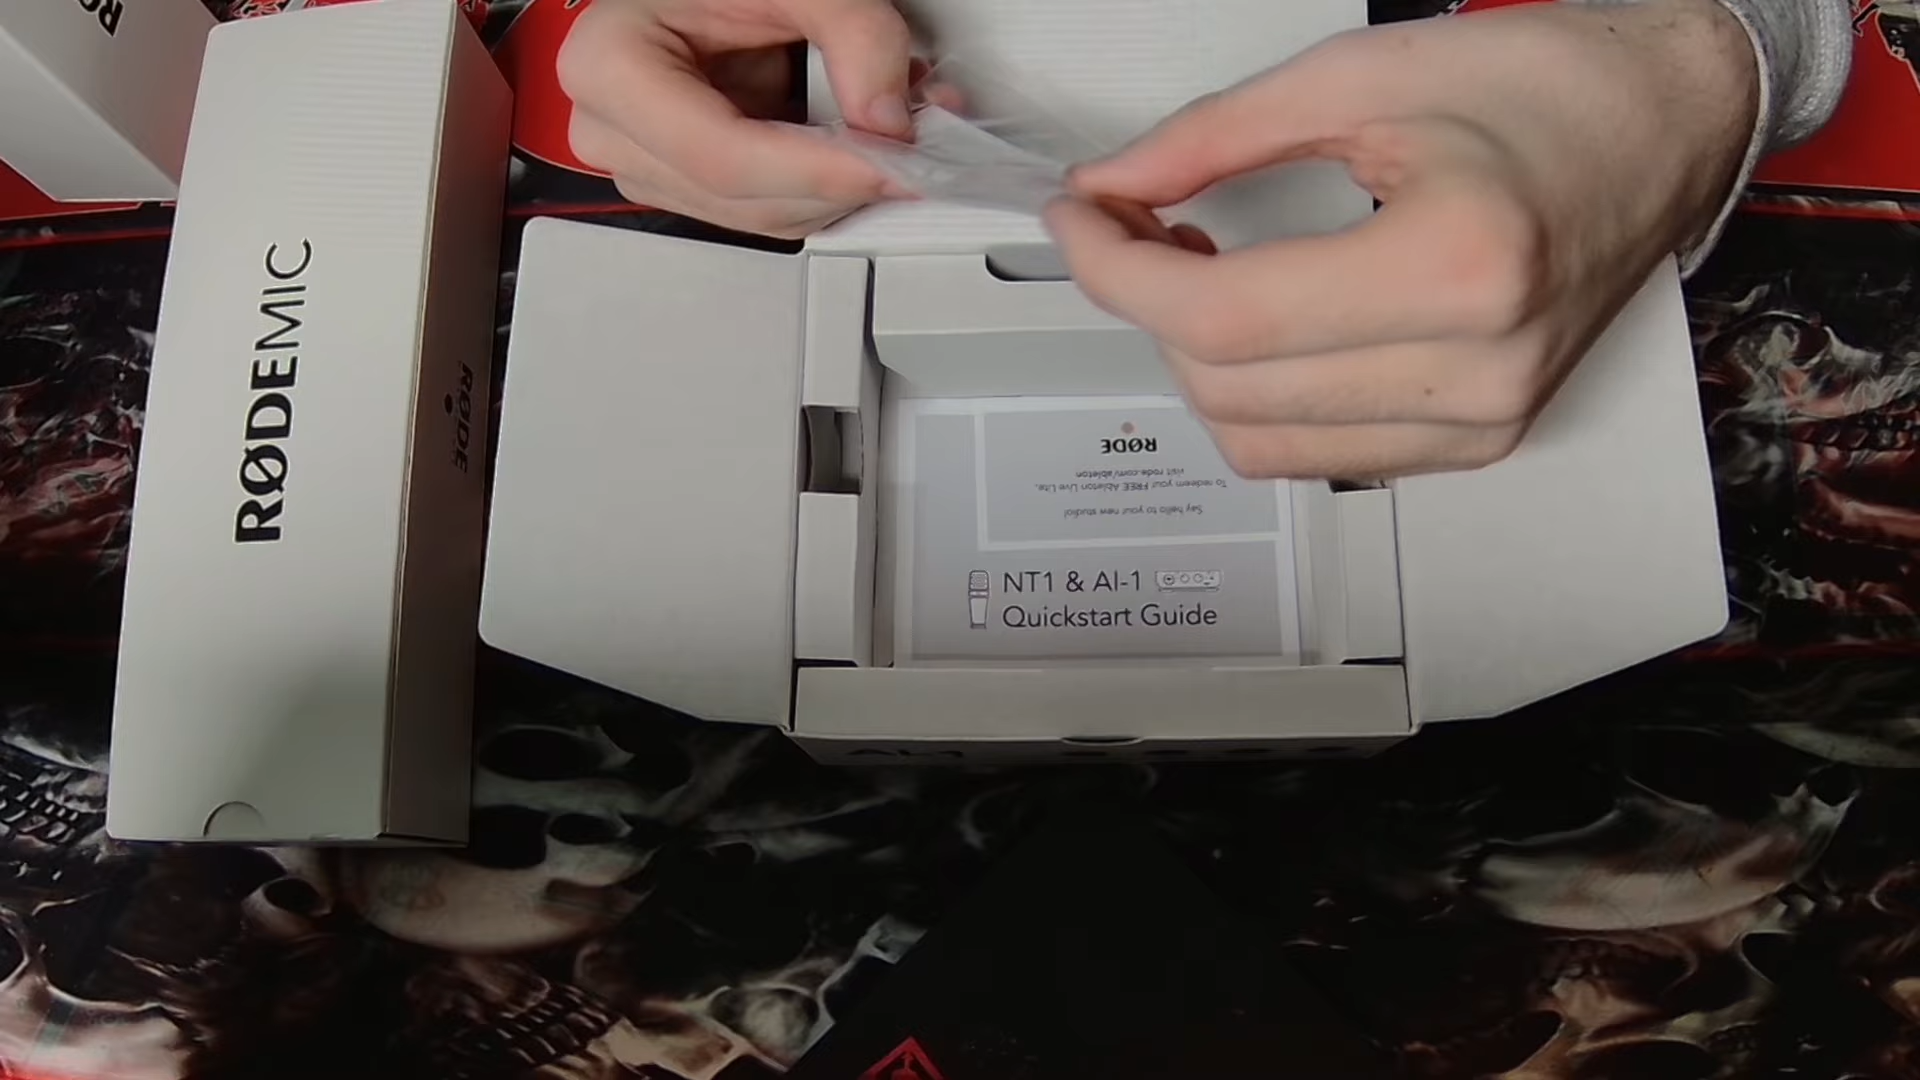 RØDEMIC
RØDE
RØDE
visit rode.com/ableton
To redeem your FREE Ableton Live Lite,
Say hello to your new studio!
NT1 & AI-1
Quickstart Guide